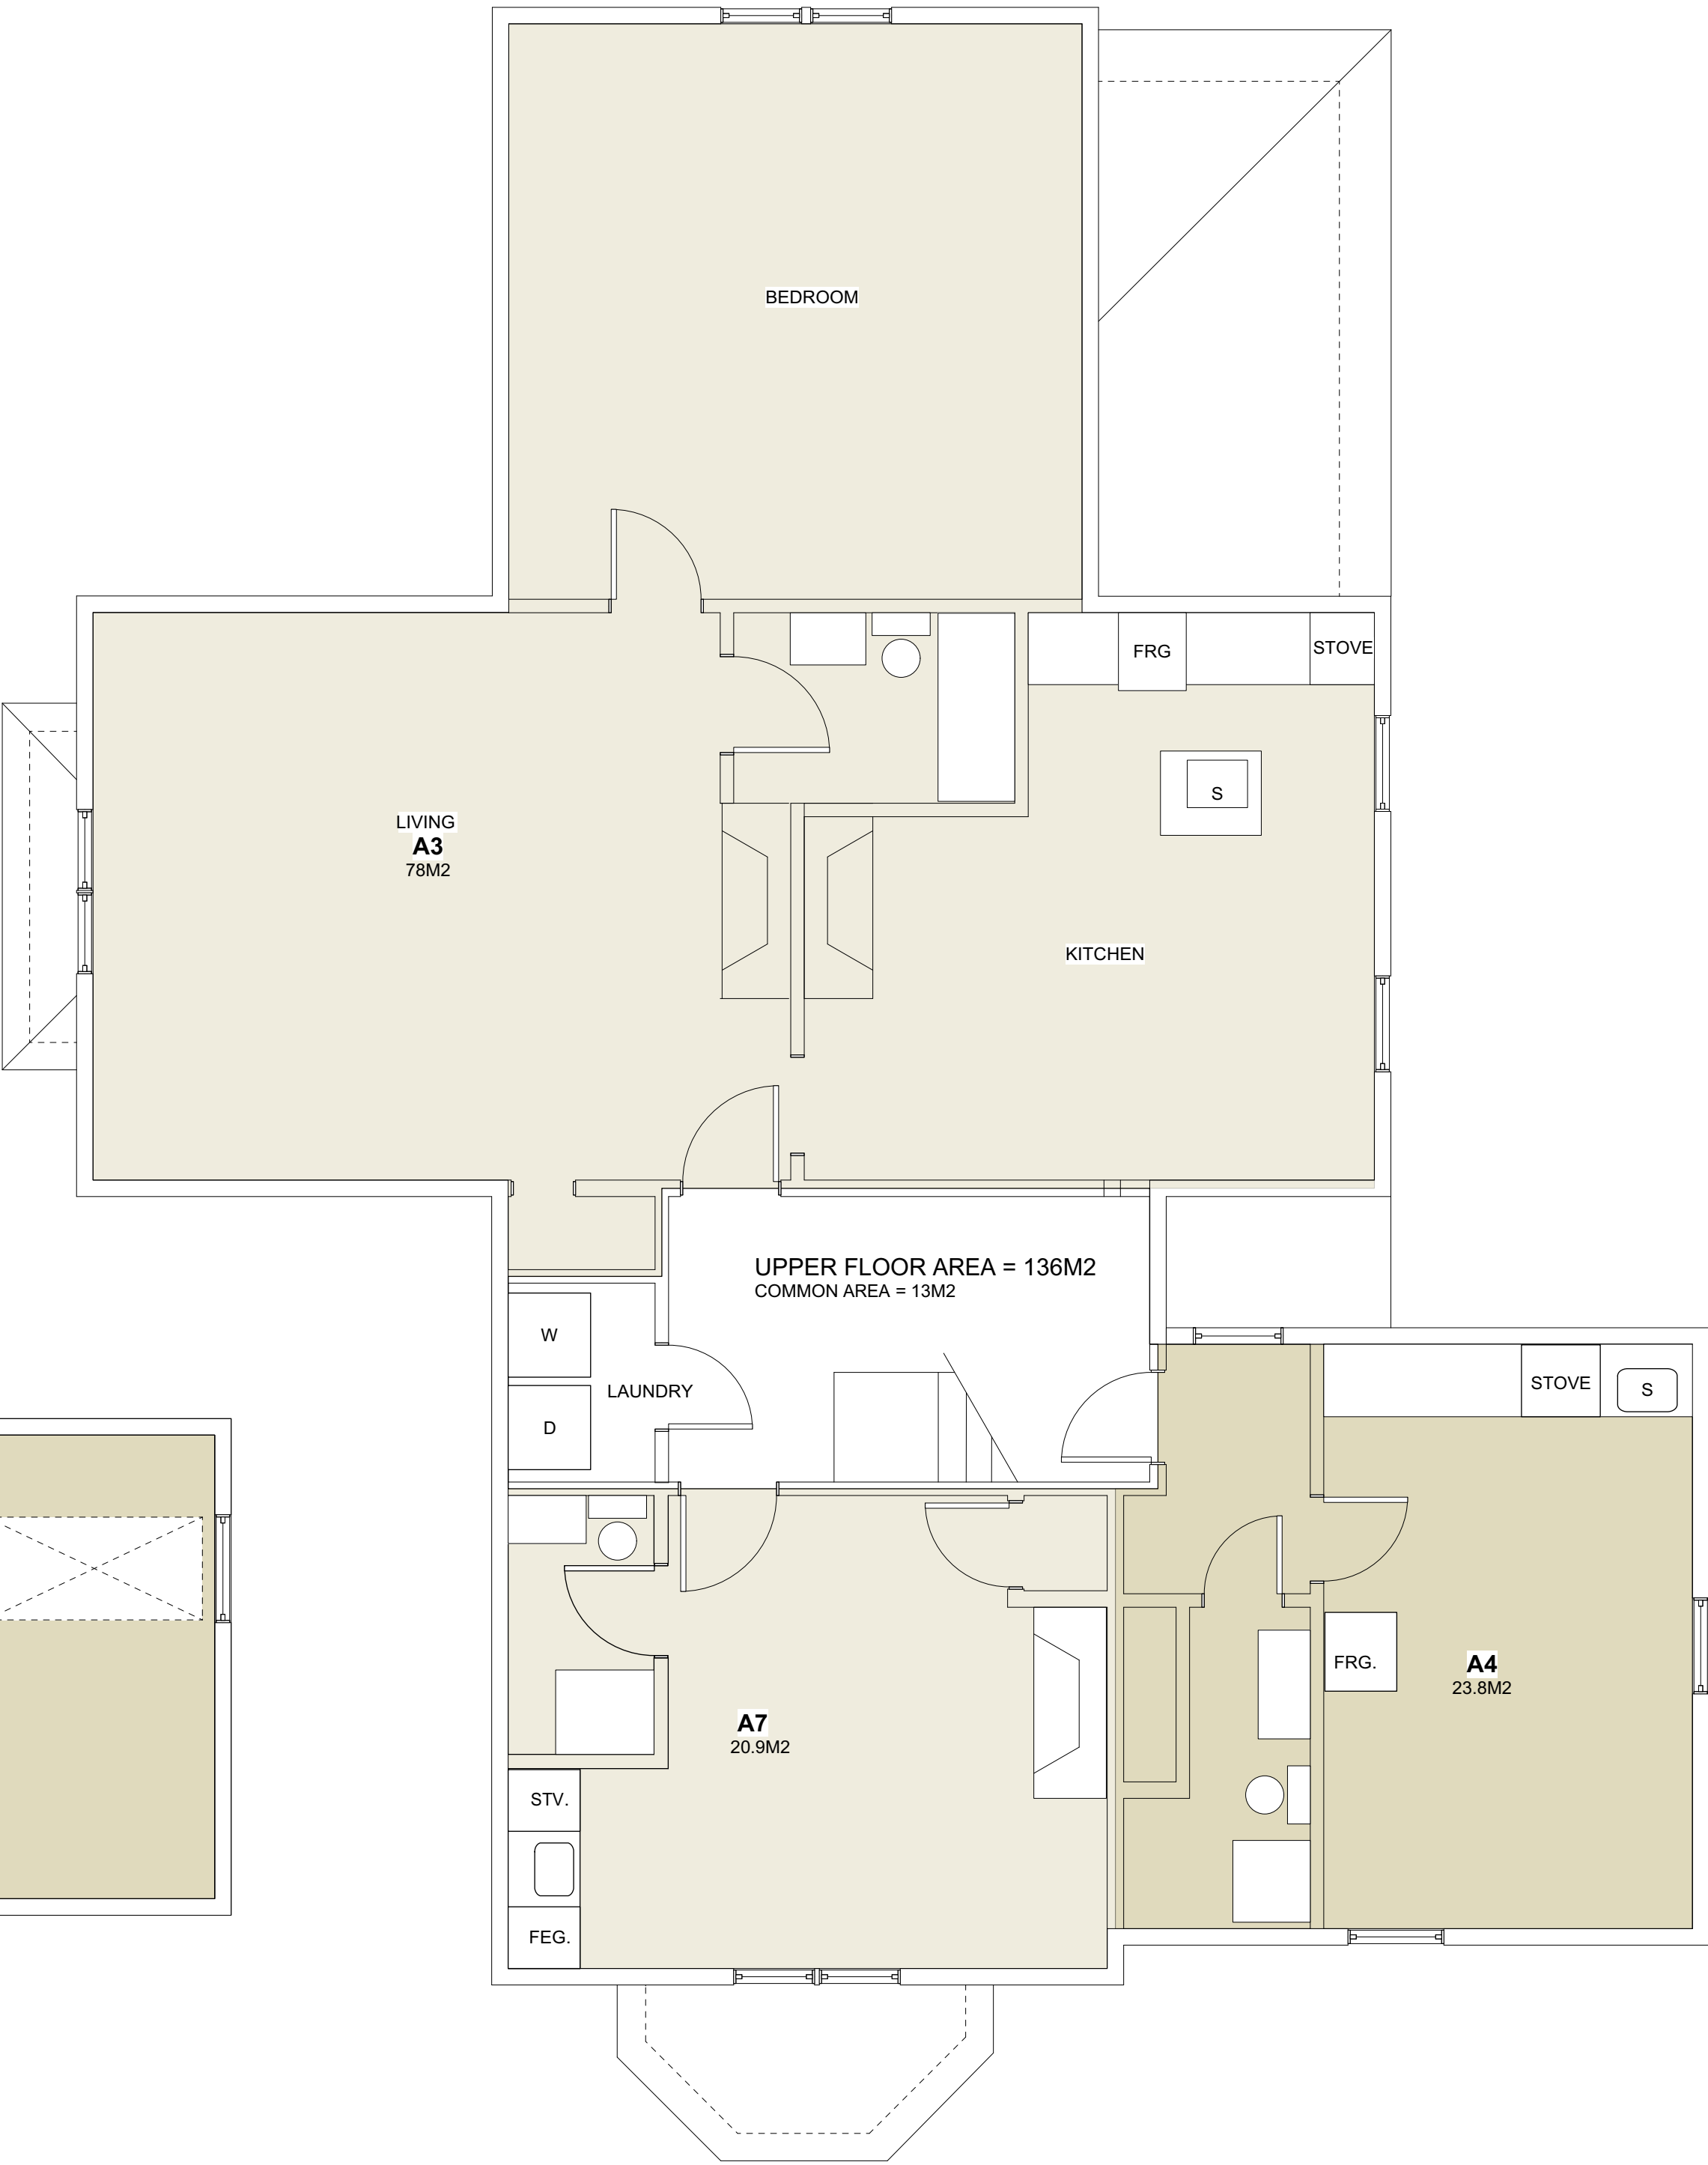 BEDROOM
FRG
STOVE
S
LIVING
A3
78M2
KITCHEN
UPPER FLOOR AREA = 136M2
COMMON AREA = 13M2
W
LAUNDRY
D
STOVE
S
FRG.
A4
23.8M2
A7
20.9M2
STV.
FEG.